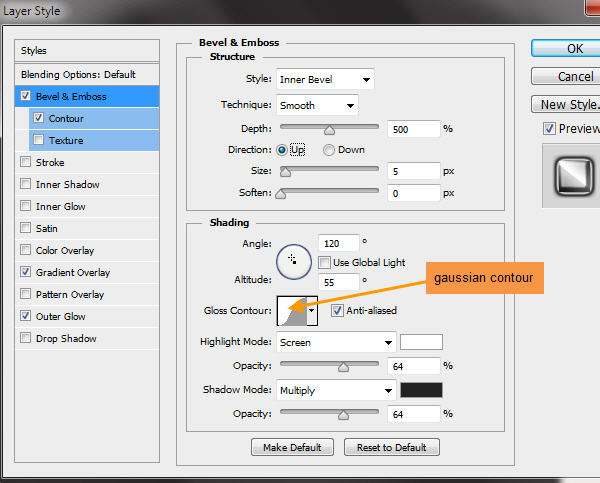 Layer Style
Styles
Blending Options: Default
Bevel & Emboss
Contour
Texture
Stroke
Inner Shadow
Inner Glow
Satin
Color Overlay
Gradient Overlay
Pattern Overlay
Outer Glow
Drop Shadow
Bevel & Emboss
Structure
Style: Inner Bevel
Technique: Smooth
Depth: 500 %
Direction: Up Down
Size: 5 px
Soften: 0 px
Shading
Angle: 120 °
Use Global Light
Altitude: 55 °
gaussian contour
Gloss Contour: Anti-aliased
Highlight Mode: Screen
Opacity: 64 %
Shadow Mode: Multiply
Opacity: 64 %
Make Default Reset to Default
OK
Cancel
New Style..
Preview